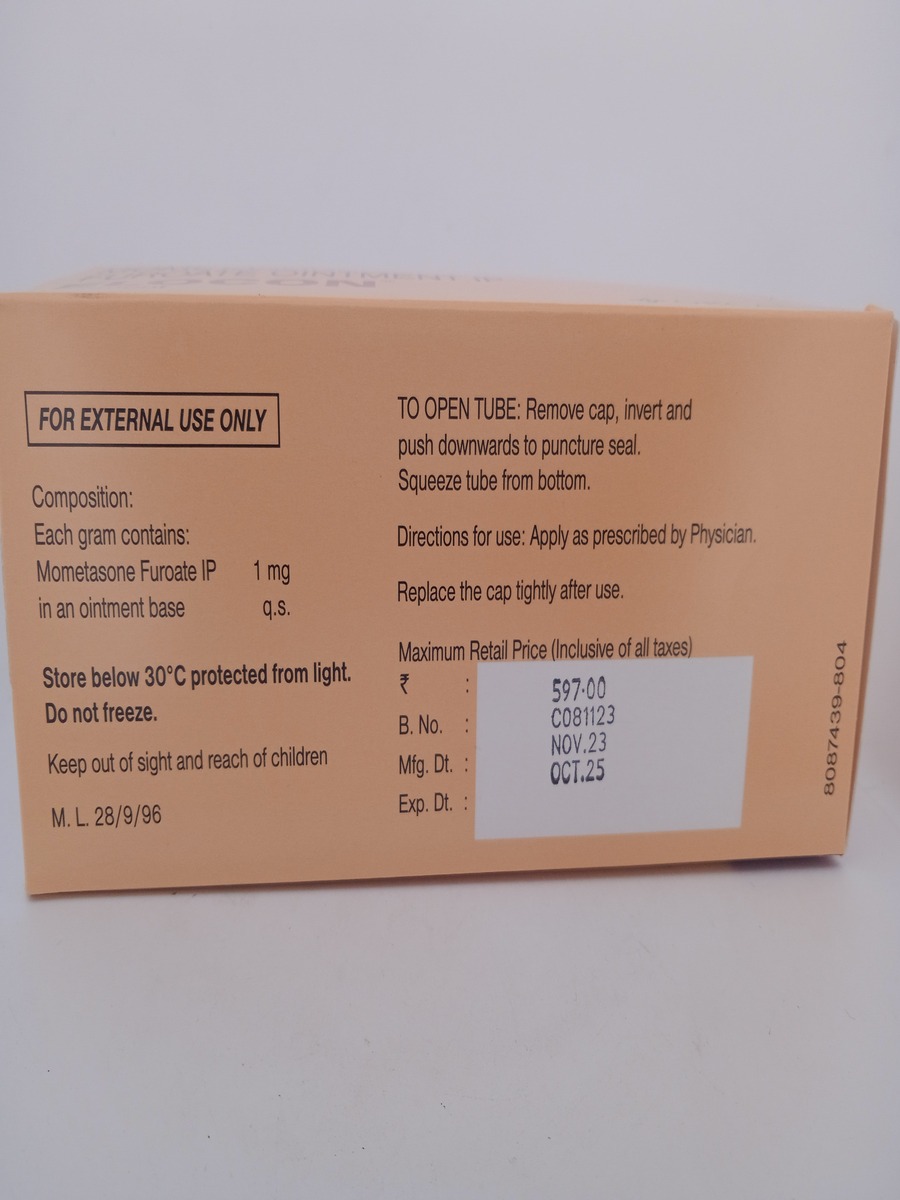 OINTMENT IP
FOR EXTERNAL USE ONLY
Composition:
Each gram contains:
Mometasone Furoate IP 1 mg
in an ointment base q.s.
Store below 30°C protected from light.
Do not freeze.
Keep out of sight and reach of children
M. L. 28/9/96
TO OPEN TUBE: Remove cap, invert and
push downwards to puncture seal.
Squeeze tube from bottom.
Directions for use: Apply as prescribed by Physician.
Replace the cap tightly after use.
Maximum Retail Price (Inclusive of all taxes)
₹ : 597.00
B. No. : C081123
Mfg. Dt. : NOV.23
Exp. Dt. : OCT.25
8087439-804